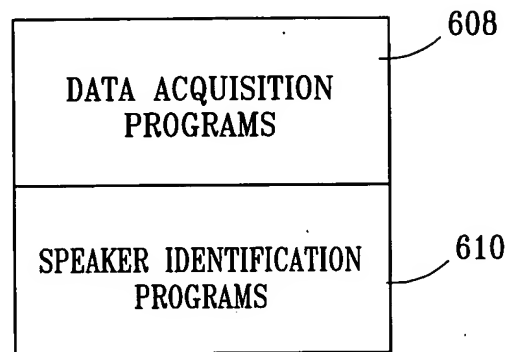 608
DATA ACQUISITION
PROGRAMS
SPEAKER IDENTIFICATION
PROGRAMS
610